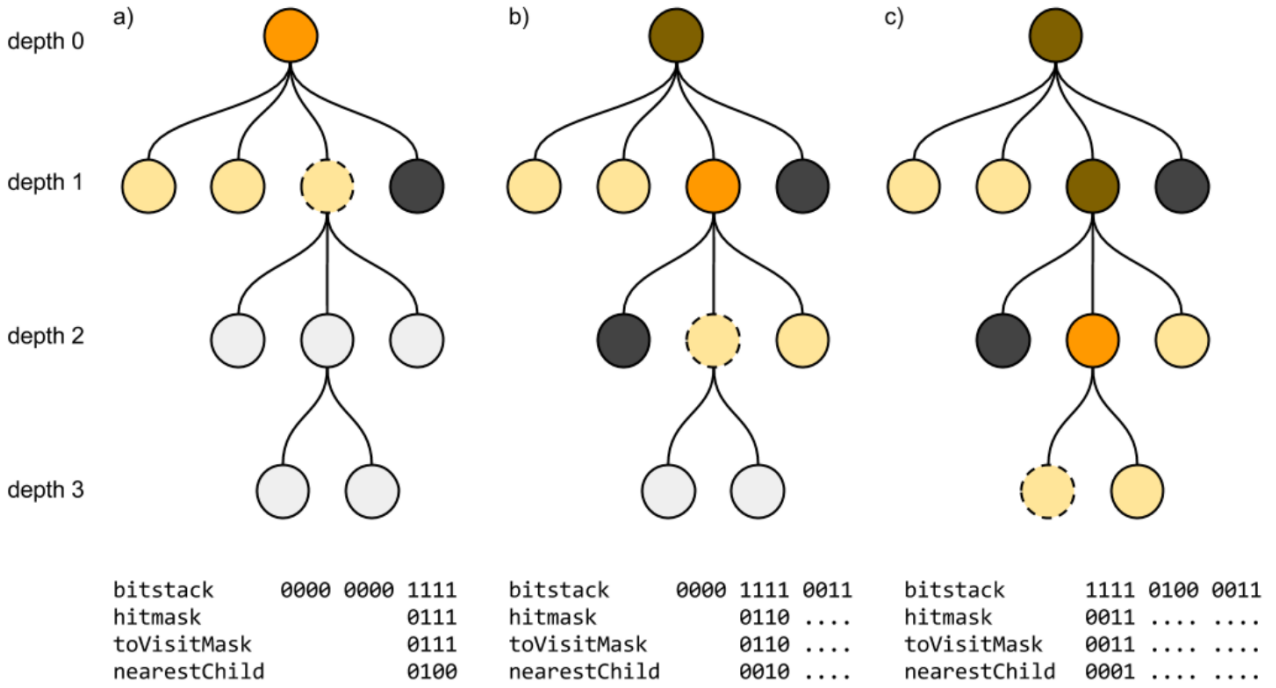 a) b) c)
depth 0
depth 1
depth 2
depth 3
bitstack 0000 0000 1111
hitmask 0111
toVisitMask 0111
nearestChild 0100
bitstack 0000 1111 0011
hitmask 0110 ....
toVisitMask 0110 ....
nearestChild 0010 ....
bitstack 1111 0100 0011
hitmask 0011 .... ....
toVisitMask 0011 .... ....
nearestChild 0001 .... ....